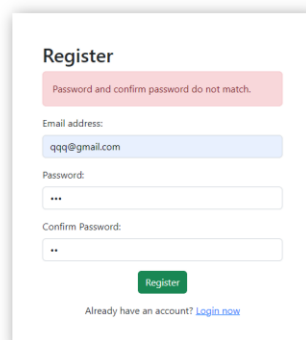 Register
Password and confirm password do not match.
Email address:
qqq@gmail.com
Password:
•••
Confirm Password:
••
Register
Already have an account? Login now